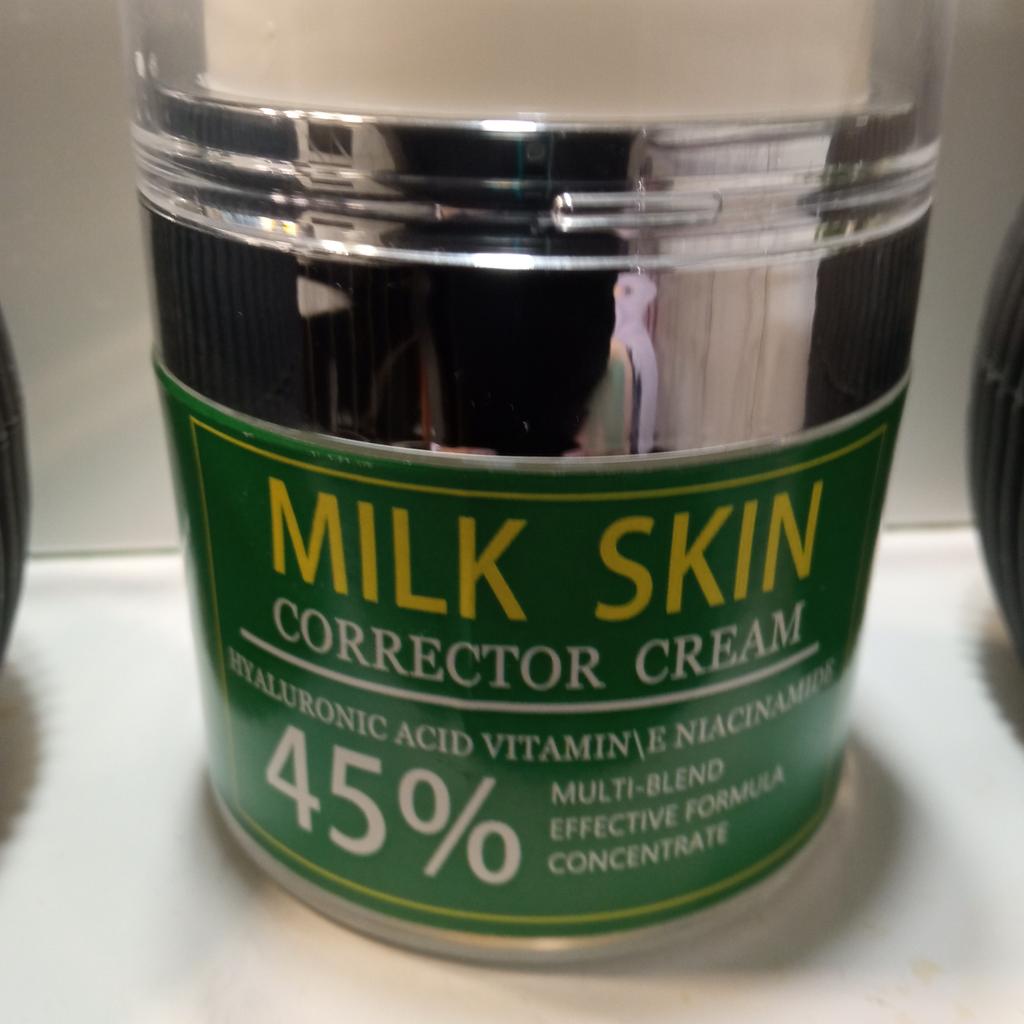 MILK SKIN
CORRECTOR CREAM
HYALURONIC ACID VITAMIN\E NIACINAMIDE
45%
MULTI-BLEND
EFFECTIVE FORMULA
CONCENTRATE